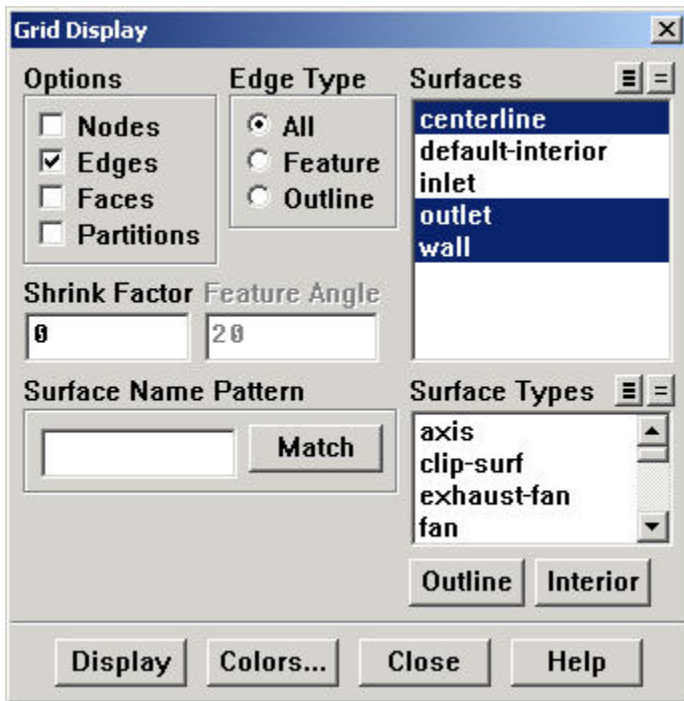 Grid Display
Options
Nodes
Edges
Faces
Partitions
Edge Type
All
Feature
Outline
Surfaces
centerline
default-interior
inlet
outlet
wall
Shrink Factor
0
Feature Angle
20
Surface Name Pattern
Match
Surface Types
axis
clip-surf
exhaust-fan
fan
Outline
Interior
Display
Colors...
Close
Help